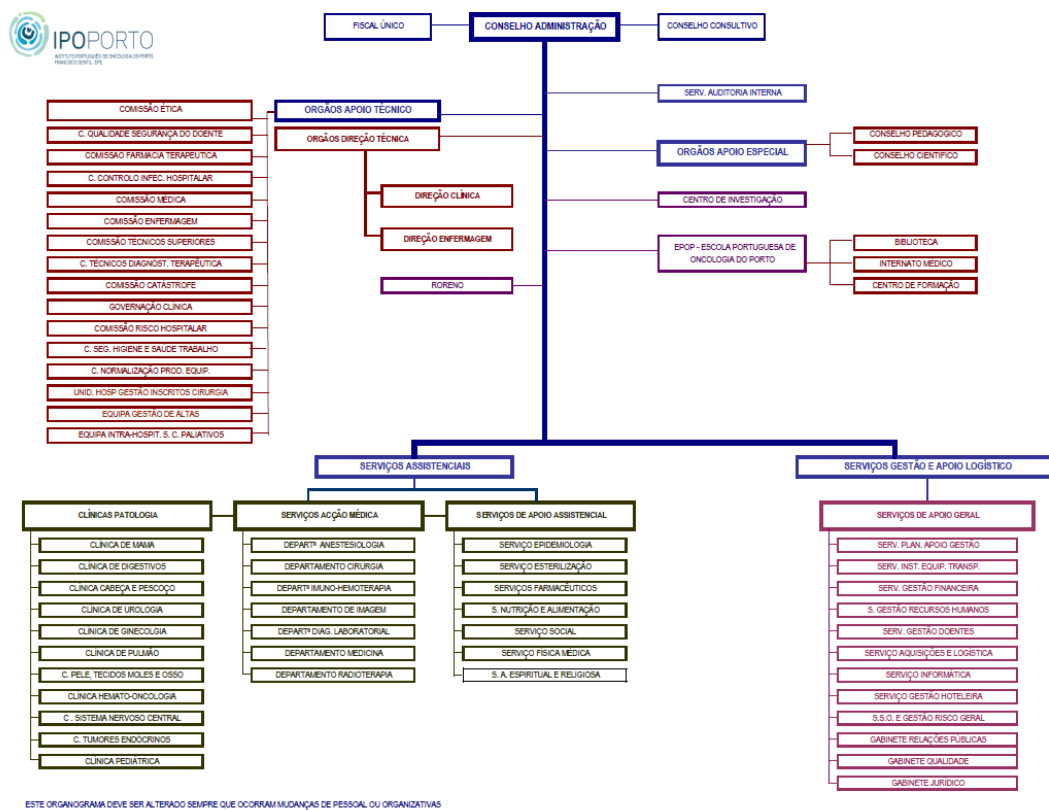 IPOPORTO
INSTITUTO PORTUGUÊS DE ONCOLOGIA DO PORTO,
FRANCISCO GENTIL, EPE
FISCAL ÚNICO
CONSELHO ADMINISTRAÇÃO
CONSELHO CONSULTIVO
SERV. AUDITORIA INTERNA
ORGÃOS APOIO TÉCNICO
ORGÃOS DIREÇÃO TÉCNICA
DIREÇÃO CLÍNICA
DIREÇÃO ENFERMAGEM
RORENO
ORGÃOS APOIO ESPECIAL
CONSELHO PEDAGÓGICO
CONSELHO CIENTÍFICO
CENTRO DE INVESTIGAÇÃO
EPOP - ESCOLA PORTUGUESA DE
ONCOLOGIA DO PORTO
BIBLIOTECA
INTERNATO MÉDICO
CENTRO DE FORMAÇÃO
COMISSÃO ÉTICA
C. QUALIDADE SEGURANÇA DO DOENTE
COMISSAO FARMACIA TERAPEUTICA
C. CONTROLO INFEC. HOSPITALAR
COMISSÃO MÉDICA
COMISSÃO ENFERMAGEM
COMISSÃO TÉCNICOS SUPERIORES
C. TÉCNICOS DIAGNÓST. TERAPÊUTICA
COMISSÃO CATÁSTROFE
GOVERNAÇÃO CLÍNICA
COMISSÃO RISCO HOSPITALAR
C. SEG. HIGIENE E SAUDE TRABALHO
C. NORMALIZAÇÃO PROD. EQUIP.
UNID. HOSP GESTÃO INSCRITOS CIRURGIA
EQUIPA GESTÃO DE ALTAS
EQUIPA INTRA-HOSPIT. S. C. PALIATIVOS
SERVIÇOS ASSISTENCIAIS
SERVIÇOS GESTÃO E APOIO LOGÍSTICO
CLÍNICAS PATOLOGIA
CLÍNICA DE MAMA
CLÍNICA DE DIGESTIVOS
CLÍNICA CABEÇA E PESCOÇO
CLÍNICA DE UROLOGIA
CLÍNICA DE GINECOLGIA
CLÍNICA DE PULMÃO
C. PELE, TECIDOS MOLES E OSSO
CLÍNICA HEMATO-ONCOLOGIA
C . SISTEMA NERVOSO CENTRAL
C. TUMORES ENDÓCRINOS
CLÍNICA PEDIÁTRICA
SERVIÇOS ACÇÃO MÉDICA
DEPARTº ANESTESIOLOGIA
DEPARTAMENTO CIRURGIA
DEPARTº IMUNO-HEMOTERAPIA
DEPARTAMENTO DE IMAGEM
DEPARTº DIAG. LABORATORIAL
DEPARTAMENTO MEDICINA
DEPARTAMENTO RADIOTERAPIA
SERVIÇOS DE APOIO ASSISTENCIAL
SERVIÇO EPIDEMIOLOGIA
SERVIÇO ESTERILIZAÇÃO
SERVIÇOS FARMACÊUTICOS
S. NUTRIÇÃO E ALIMENTAÇÃO
SERVIÇO SOCIAL
SERVIÇO FÍSICA MÉDICA
S. A. ESPIRITUAL E RELIGIOSA
SERVIÇOS DE APOIO GERAL
SERV. PLAN. APOIO GESTÃO
SERV. INST. EQUIP. TRANSP.
SERV. GESTÃO FINANCEIRA
S. GESTÃO RECURSOS HUMANOS
SERV. GESTÃO DOENTES
SERVIÇO AQUISIÇÕES E LOGÍSTICA
SERVIÇO INFORMÁTICA
SERVIÇO GESTÃO HOTELEIRA
S.S.O. E GESTÃO RISCO GERAL
GABINETE RELAÇÕES PÚBLICAS
GABINETE QUALIDADE
GABINETE JURÍDICO
ESTE ORGANOGRAMA DEVE SER ALTERADO SEMPRE QUE OCORRAM MUDANÇAS DE PESSOAL OU ORGANIZATIVAS